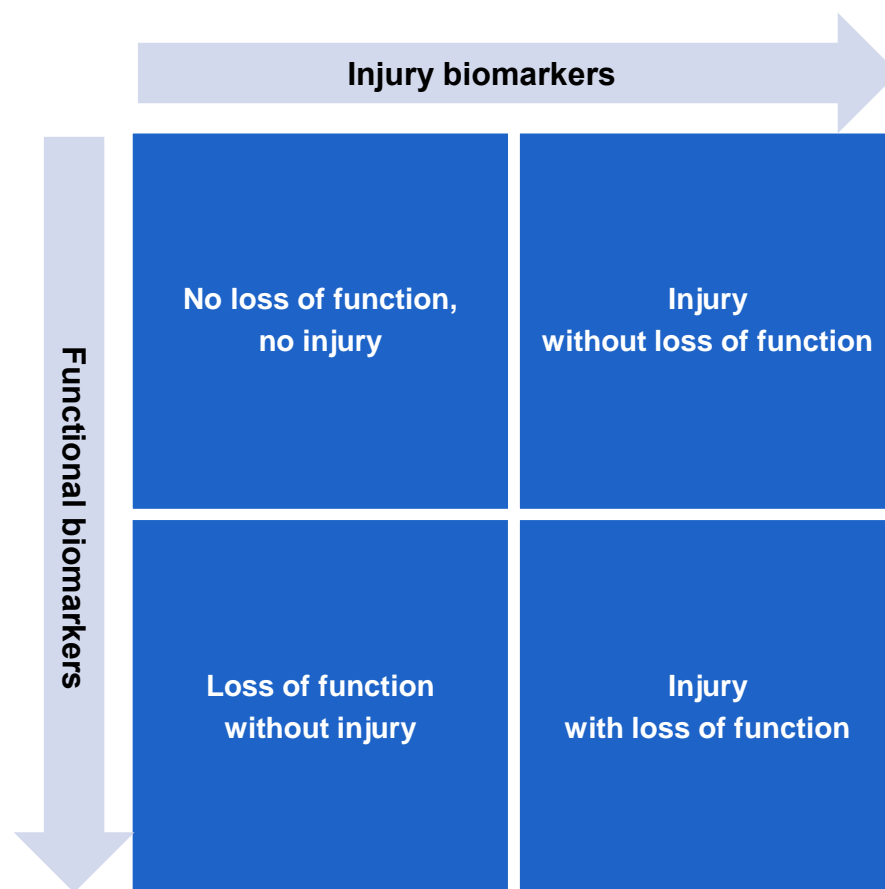 Injury biomarkers
Functional biomarkers
No loss of function,
no injury
Injury
without loss of function
Loss of function
without injury
Injury
with loss of function